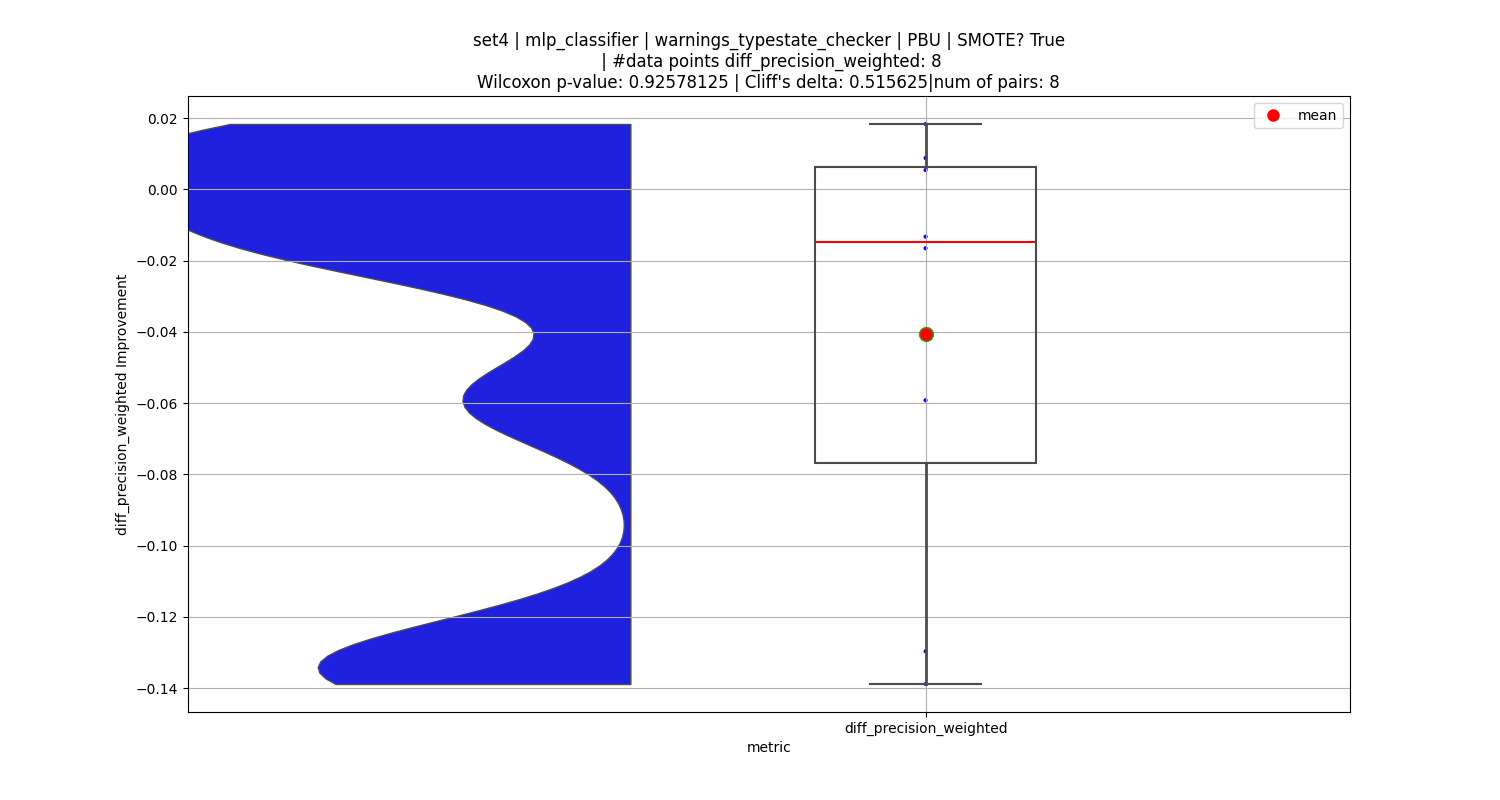 set4 | mlp_classifier | warnings_typestate_checker | PBU | SMOTE? True
| #data points diff_precision_weighted: 8
Wilcoxon p-value: 0.92578125 | Cliff's delta: 0.515625|num of pairs: 8
mean
0.02
0.00
−0.02
−0.04
−0.06
−0.08
−0.10
−0.12
−0.14
diff_precision_weighted Improvement
diff_precision_weighted
metric